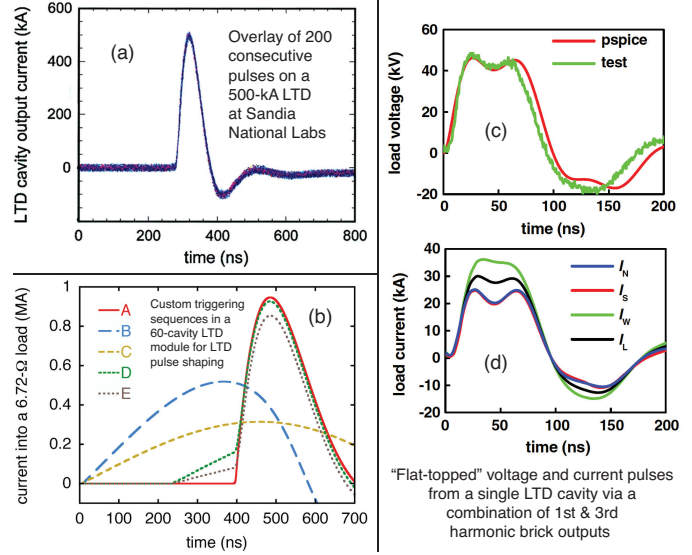 LTD cavity output current (kA)
600
400
200
0
(a)
Overlay of 200
consecutive
pulses on a
500-kA LTD
at Sandia
National Labs
0
200
400
600
800
time (ns)
current into a 6.72-Ω load (MA)
1
0.8
0.6
0.4
0.2
0
A
B
C
D
E
Custom triggering
sequences in a
60-cavity LTD
module for LTD
pulse shaping
(b)
0
100
200
300
400
500
600
700
time (ns)
load voltage (kV)
60
40
20
0
-20
pspice
test
(c)
0
50
100
150
200
time (ns)
load current (kA)
40
30
20
10
0
-10
-20
I_N
I_S
I_W
I_L
(d)
0
50
100
150
200
time (ns)
“Flat-topped” voltage and current pulses
from a single LTD cavity via a
combination of 1st & 3rd
harmonic brick outputs